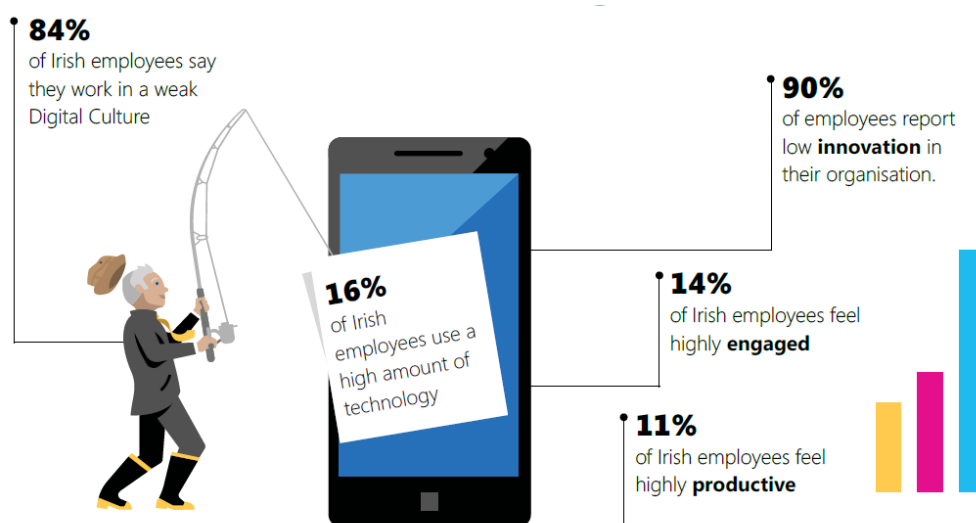 84%
of Irish employees say
they work in a weak
Digital Culture
90%
of employees report
low innovation in
their organisation.
16%
of Irish
employees use a
high amount of
technology
14%
of Irish employees feel
highly engaged
11%
of Irish employees feel
highly productive